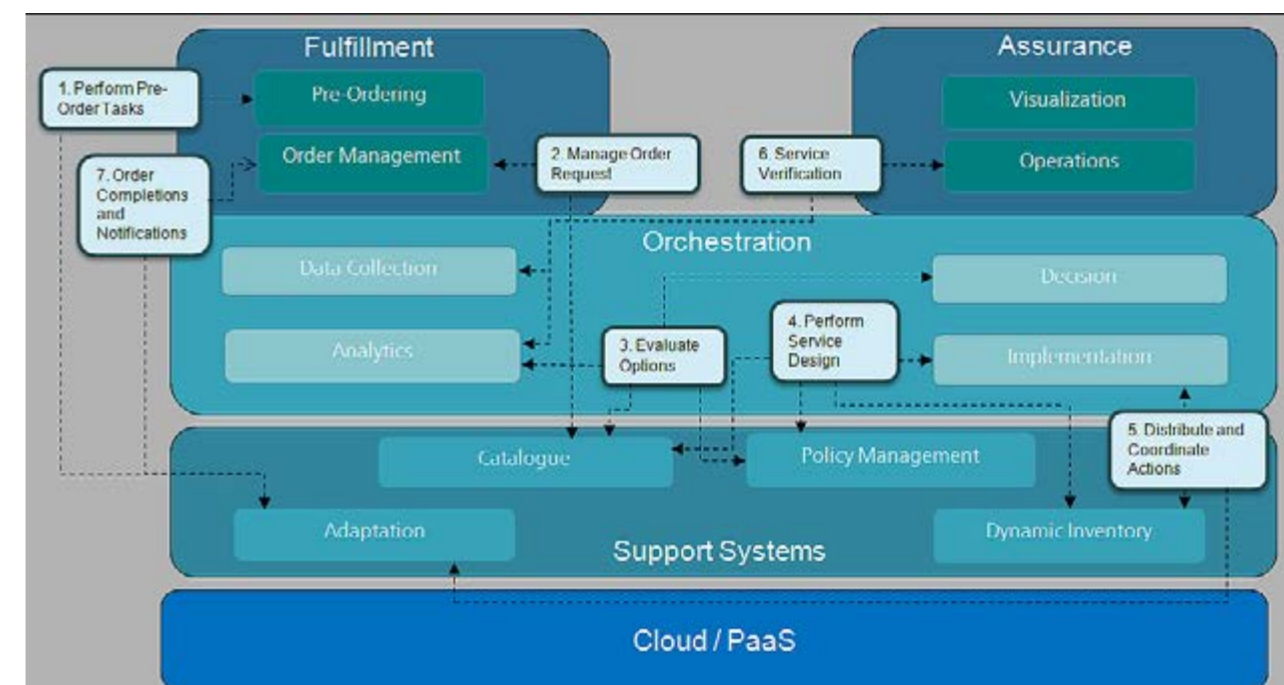 Fulfillment
Assurance
1. Perform Pre-
Order Tasks
Pre-Ordering
Visualization
Order Management
2. Manage Order
Request
6. Service
Verification
Operations
7. Order
Completions
and
Notifications
Orchestration
Data Collection
Decision
Analytics
3. Evaluate
Options
4. Perform
Service
Design
Implementation
5. Distribute and
Coordinate
Actions
Catalogue
Policy Management
Adaptation
Dynamic Inventory
Support Systems
Cloud / PaaS